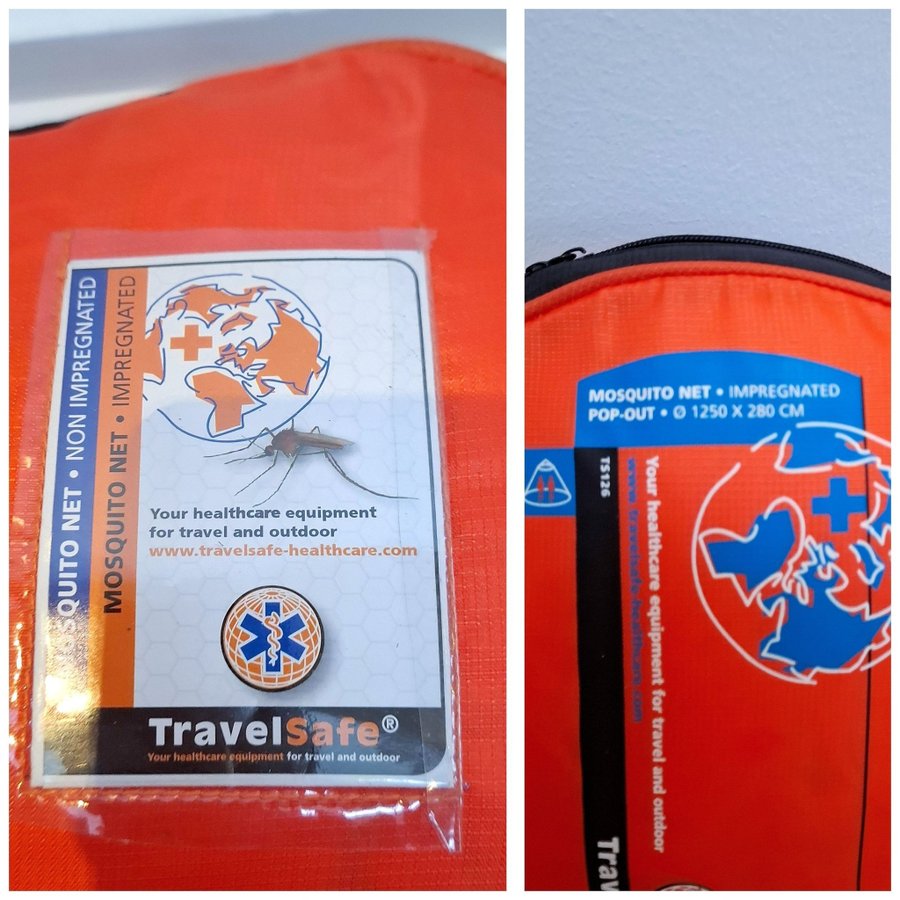 QUITO NET • NON IMPREGNATED
MOSQUITO NET • IMPREGNATED
Your healthcare equipment
for travel and outdoor
www.travelsafe-healthcare.com
TravelSafe®
Your healthcare equipment for travel and outdoor
MOSQUITO NET • IMPREGNATED
POP-OUT • Ø 1250 X 280 CM
TS126
Your healthcare equipment for travel and outdoor
www.travelsafe-healthcare.com
Trav